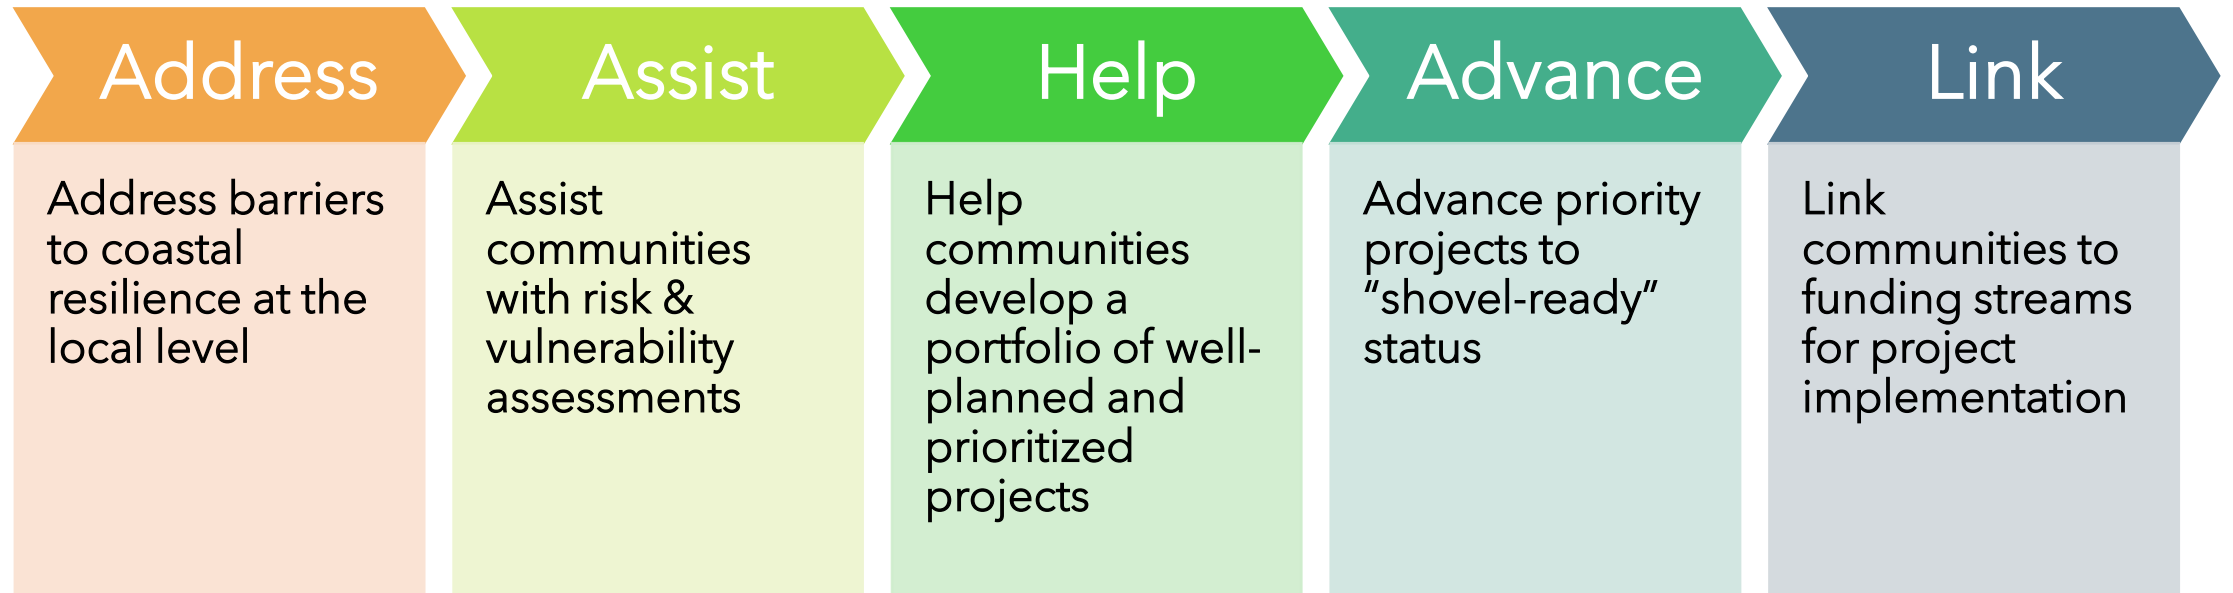 Address
Assist
Help
Advance
Link
Address barriers
to coastal
resilience at the
local level
Assist
communities
with risk &
vulnerability
assessments
Help
communities
develop a
portfolio of well-
planned and
prioritized
projects
Advance priority
projects to
“shovel-ready”
status
Link
communities to
funding streams
for project
implementation